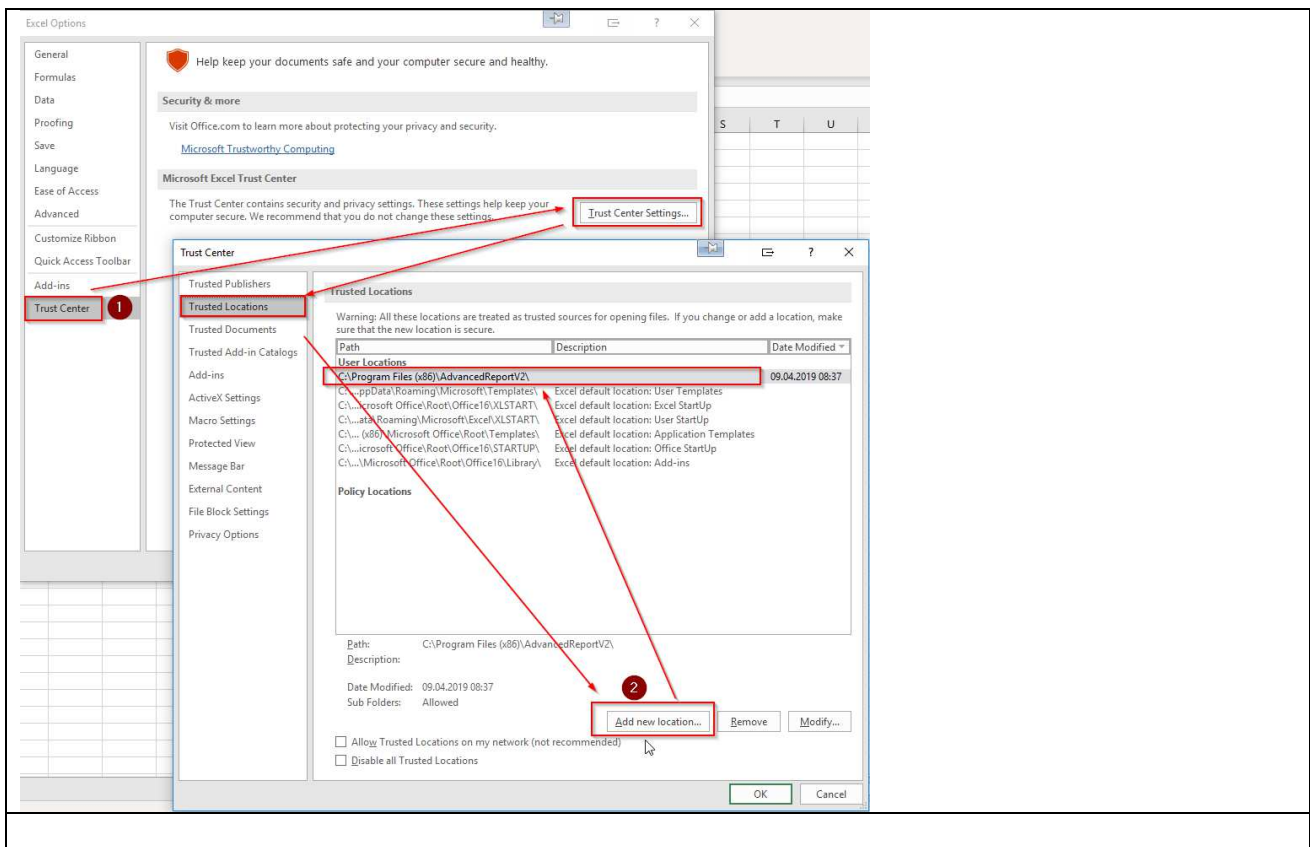 Excel Options
?
General
Formulas
Data
Proofing
Save
Language
Ease of Access
Advanced
Customize Ribbon
Quick Access Toolbar
Add-ins
Trust Center
1
Help keep your documents safe and your computer secure and healthy.
Security & more
Visit Office.com to learn more about protecting your privacy and security.
Microsoft Trustworthy Computing
Microsoft Excel Trust Center
The Trust Center contains security and privacy settings. These settings help keep your
computer secure. We recommend that you do not change these settings.
Trust Center Settings...
S T U
Trust Center
?
Trusted Publishers
Trusted Locations
Trusted Documents
Trusted Add-in Catalogs
Add-ins
ActiveX Settings
Macro Settings
Protected View
Message Bar
External Content
File Block Settings
Privacy Options
Trusted Locations
Warning: All these locations are treated as trusted sources for opening files. If you change or add a location, make
sure that the new location is secure.
Path Description Date Modified
User Locations
C:\Program Files (x86)\AdvancedReportV2\ 09.04.2019 08:37
C:\...ppData\Roaming\Microsoft\Templates\ Excel default location: User Templates
C:\...icrosoft Office\Root\Office16\XLSTART\ Excel default location: Excel StartUp
C:\...ata\Roaming\Microsoft\Excel\XLSTART\ Excel default location: User StartUp
C:\... (x86)\Microsoft Office\Root\Templates\ Excel default location: Application Templates
C:\...icrosoft Office\Root\Office16\STARTUP\ Excel default location: Office StartUp
C:\...\Microsoft Office\Root\Office16\Library\ Excel default location: Add-ins
Policy Locations
Path: C:\Program Files (x86)\AdvancedReportV2\
Description:
Date Modified: 09.04.2019 08:37
Sub Folders: Allowed
2
Add new location... Remove Modify...
Allow Trusted Locations on my network (not recommended)
Disable all Trusted Locations
OK Cancel